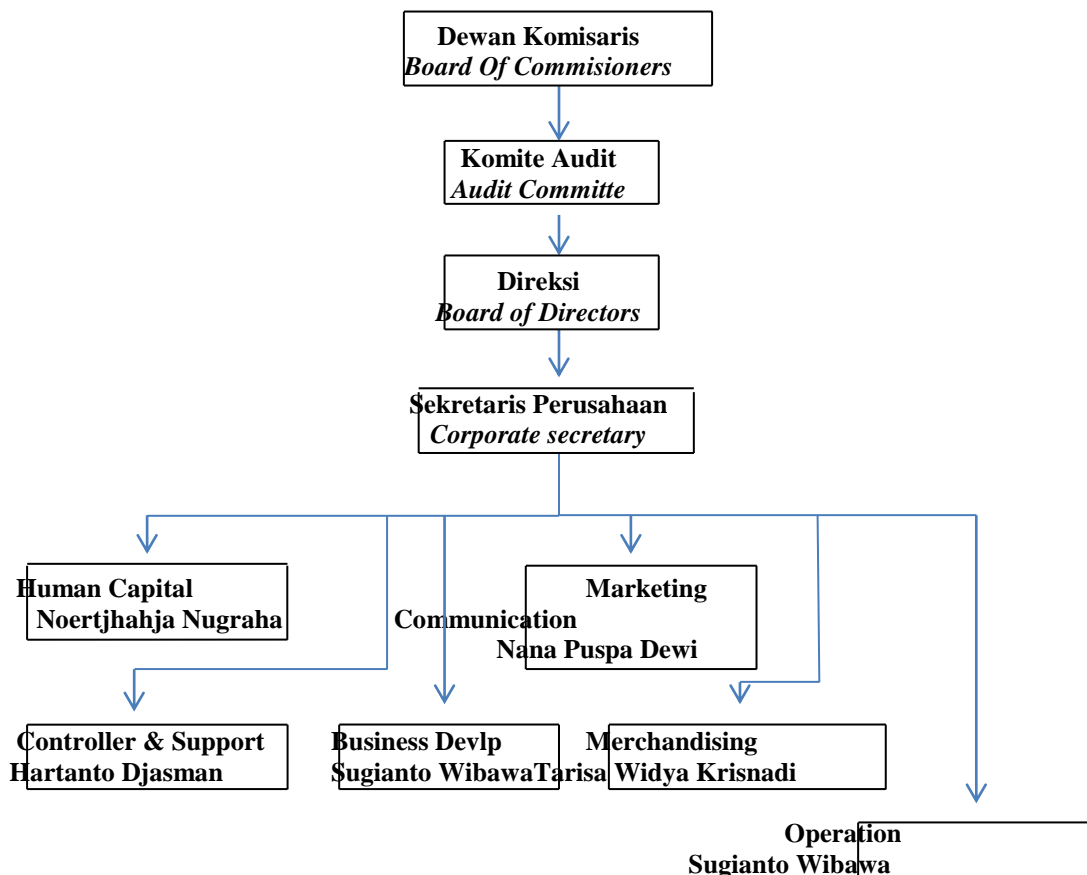 Dewan Komisaris
Board Of Commisioners
Komite Audit
Audit Committe
Direksi
Board of Directors
Sekretaris Perusahaan
Corporate secretary
Human Capital
Noertjhahja Nugraha
Marketing
Communication
Nana Puspa Dewi
Controller & Support
Hartanto Djasman
Business Devlp
Sugianto Wibawa
Merchandising
Tarisa Widya Krisnadi
Operation
Sugianto Wibawa